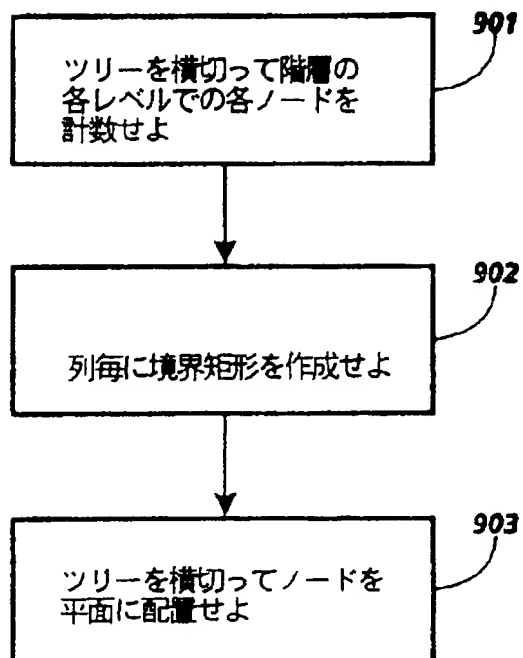 901
ツリーを横切って階層の
各レベルでの各ノードを
計数せよ
902
列毎に境界矩形を作成せよ
903
ツリーを横切ってノードを
平面に配置せよ